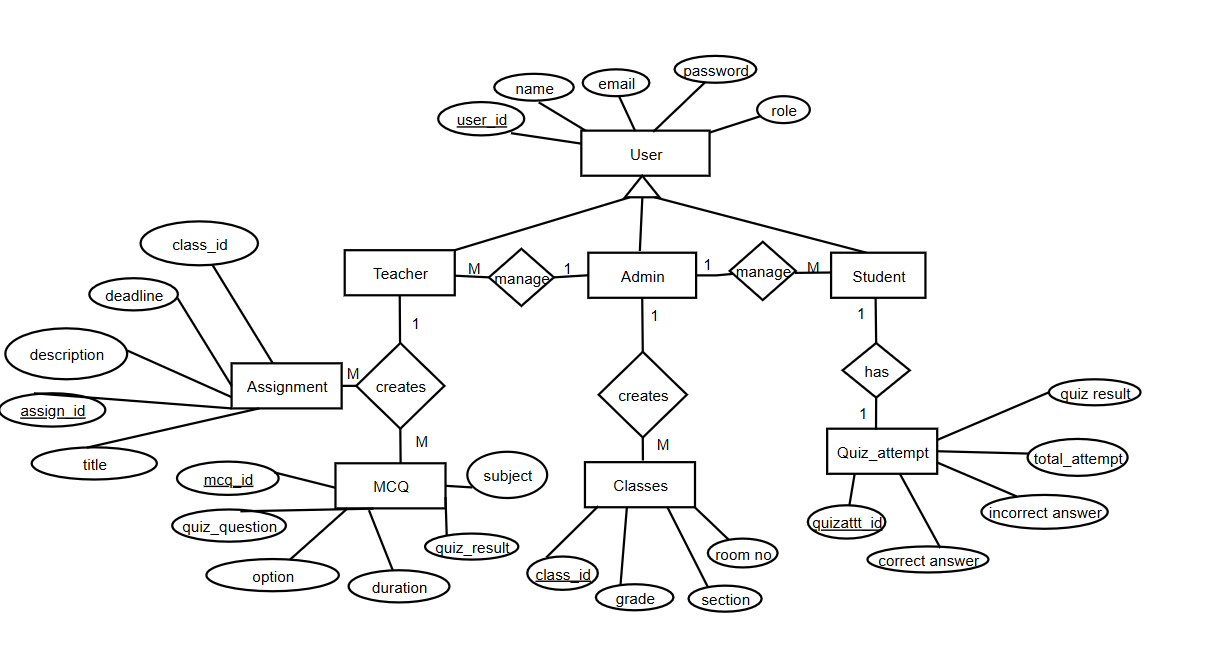 password
email
name
role
user_id
User
class_id
Teacher
M
manage
1
Admin
1
manage
M
Student
deadline
1
1
1
description
M
Assignment
creates
creates
has
assign_id
quiz result
title
M
M
1
Quiz_attempt
total_attempt
mcq_id
MCQ
subject
Classes
quiz_question
quiz_result
quizattt_id
incorrect answer
option
duration
class_id
grade
section
room no
correct answer